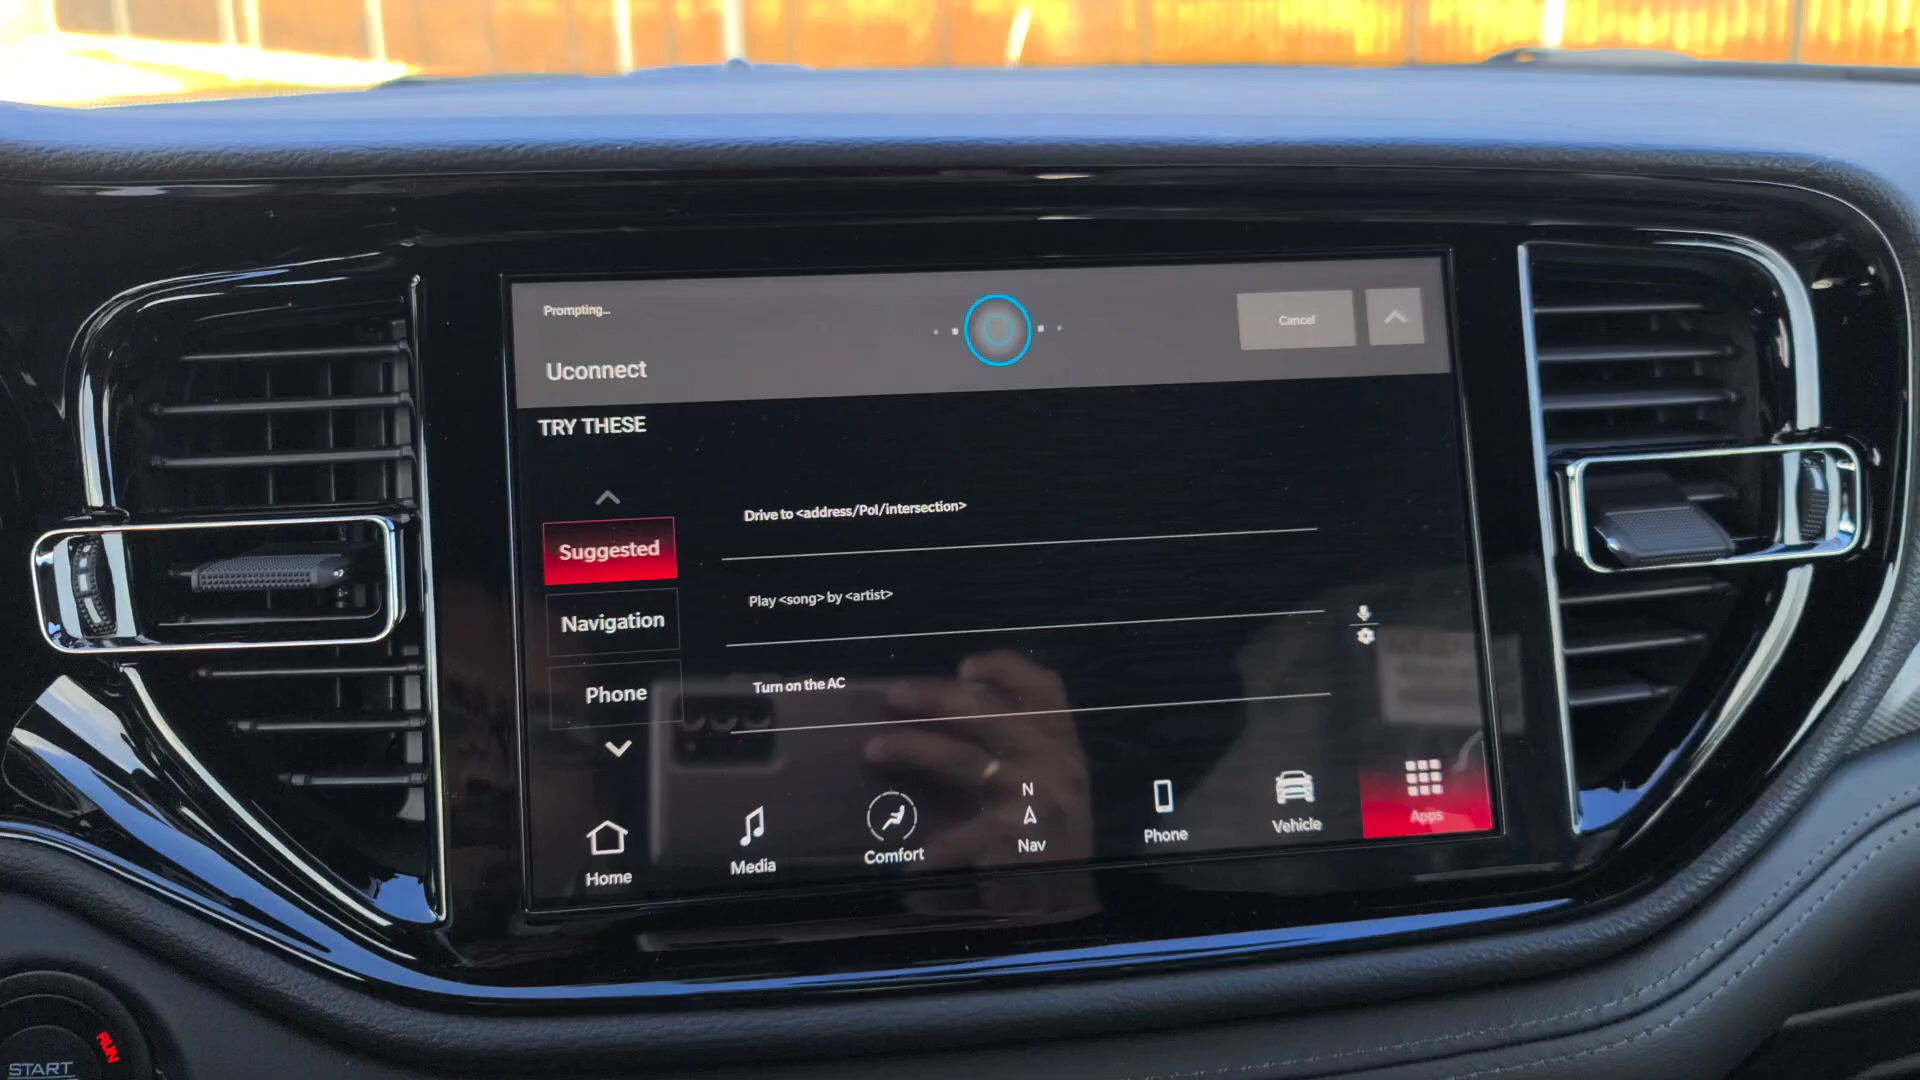 Prompting...
Cancel
Uconnect
TRY THESE
Suggested
Navigation
Phone
Drive to <address/PoI/intersection>
Play <song> by <artist>
Turn on the AC
Home
Media
Comfort
N
Nav
Phone
Vehicle
Apps
RUN
START